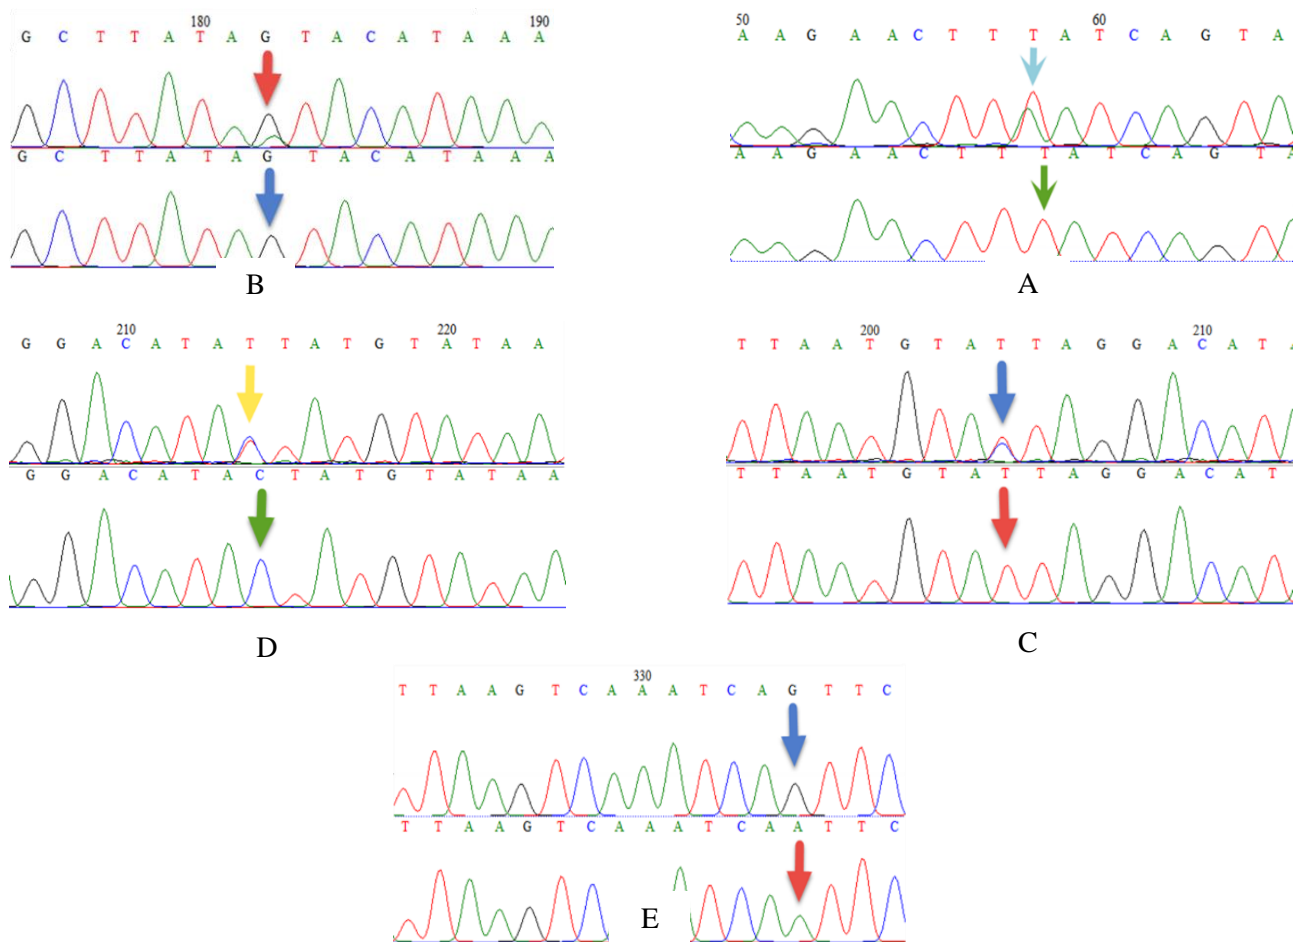 180 190
G C T T A T A G T A C A T A A A
G C T T A T A G T A C A T A A A
B
50 60
A A G A A C T T T A T C A G T A
A A G A A C T T T A T C A G T A
A
210 220
G G A C A T A T T A T G T A T A A
G G A C A T A C T A T G T A T A A
D
200 210
T T A A T G T A T T A G G A C A T A
T T A A T G T A T T A G G A C A T
C
330
T T A A G T C A A A T C A G T T C
T T A A G T C A A A T C A A T T C
E